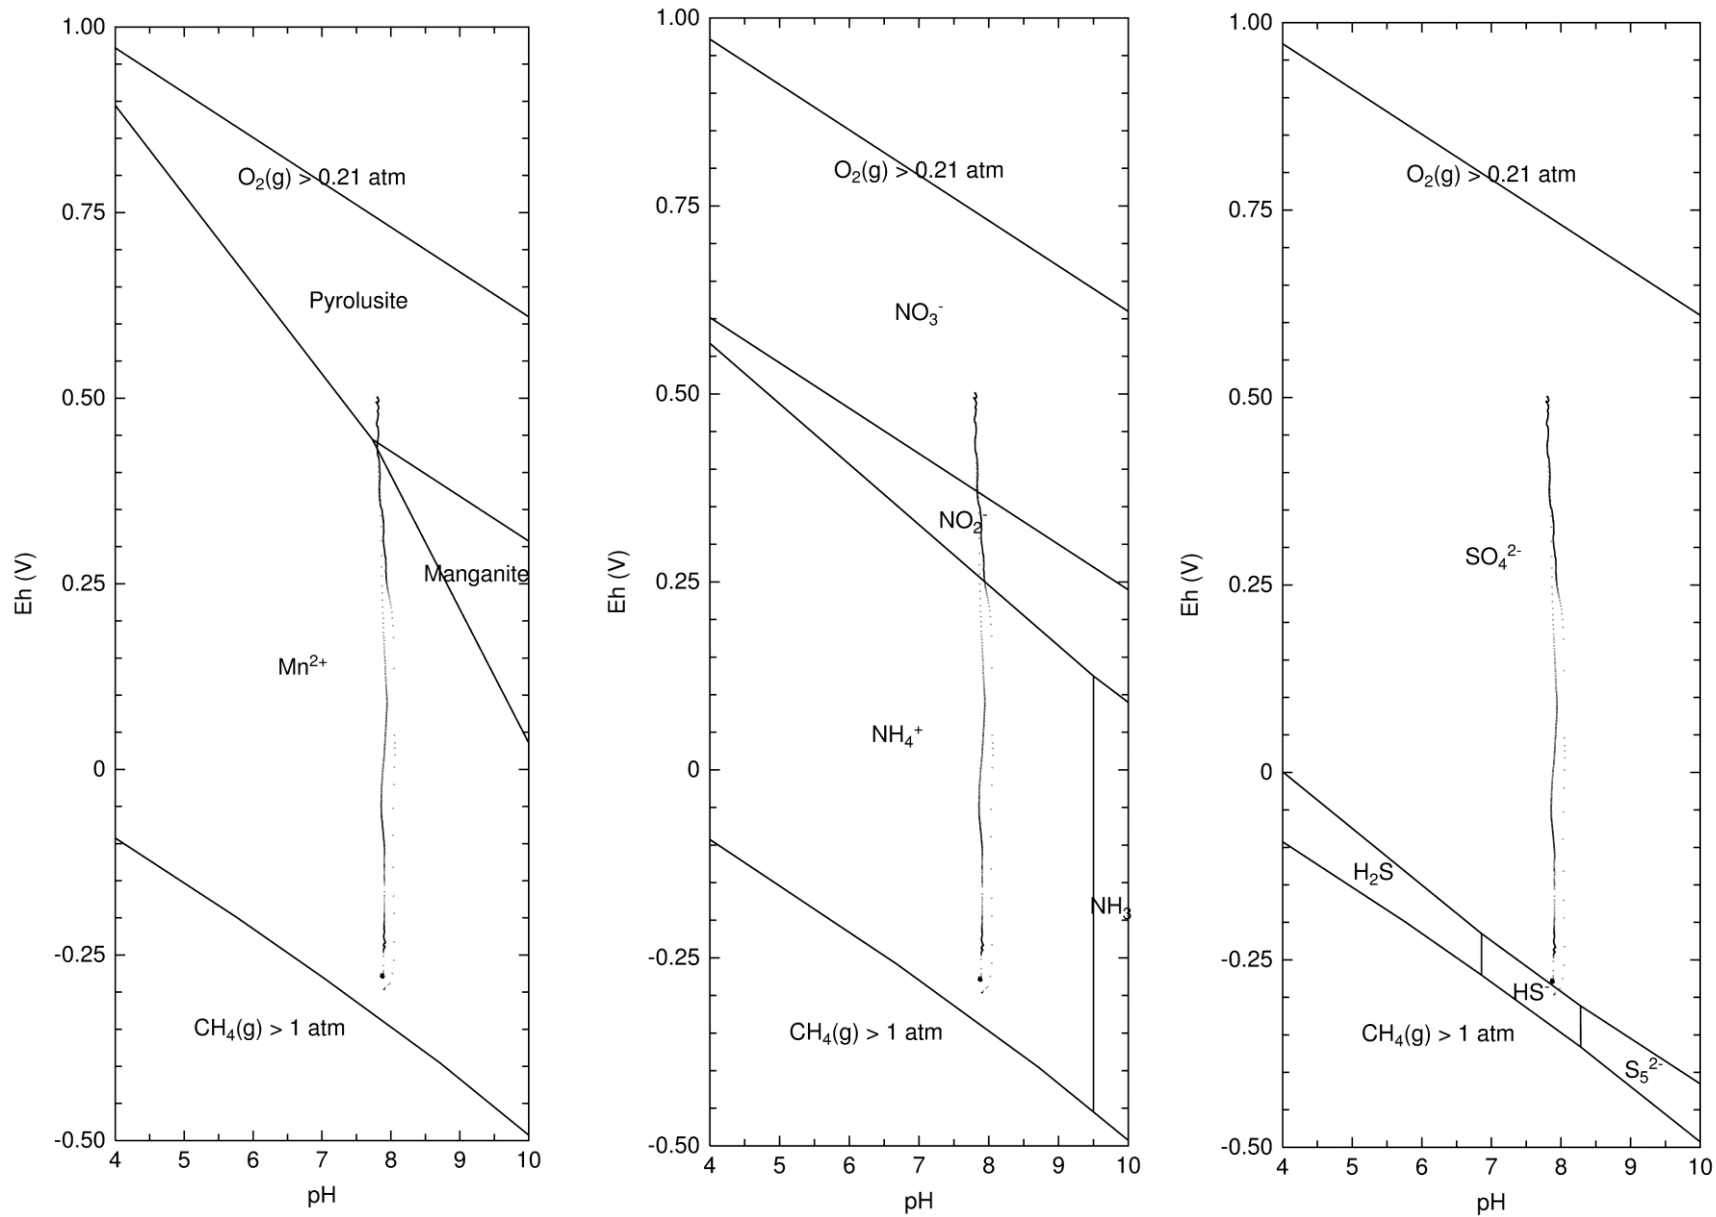 1.00
0.75
0.50
0.25
0
-0.25
-0.50
Eh (V)
4 5 6 7 8 9 10
pH
O₂(g) > 0.21 atm
Pyrolusite
Manganite
Mn²⁺
CH₄(g) > 1 atm
1.00
0.75
0.50
0.25
0
-0.25
-0.50
Eh (V)
4 5 6 7 8 9 10
pH
O₂(g) > 0.21 atm
NO₃⁻
NO₂⁻
NH₄⁺
NH₃
CH₄(g) > 1 atm
1.00
0.75
0.50
0.25
0
-0.25
-0.50
Eh (V)
4 5 6 7 8 9 10
pH
O₂(g) > 0.21 atm
SO₄²⁻
H₂S
HS⁻
CH₄(g) > 1 atm
S₅²⁻